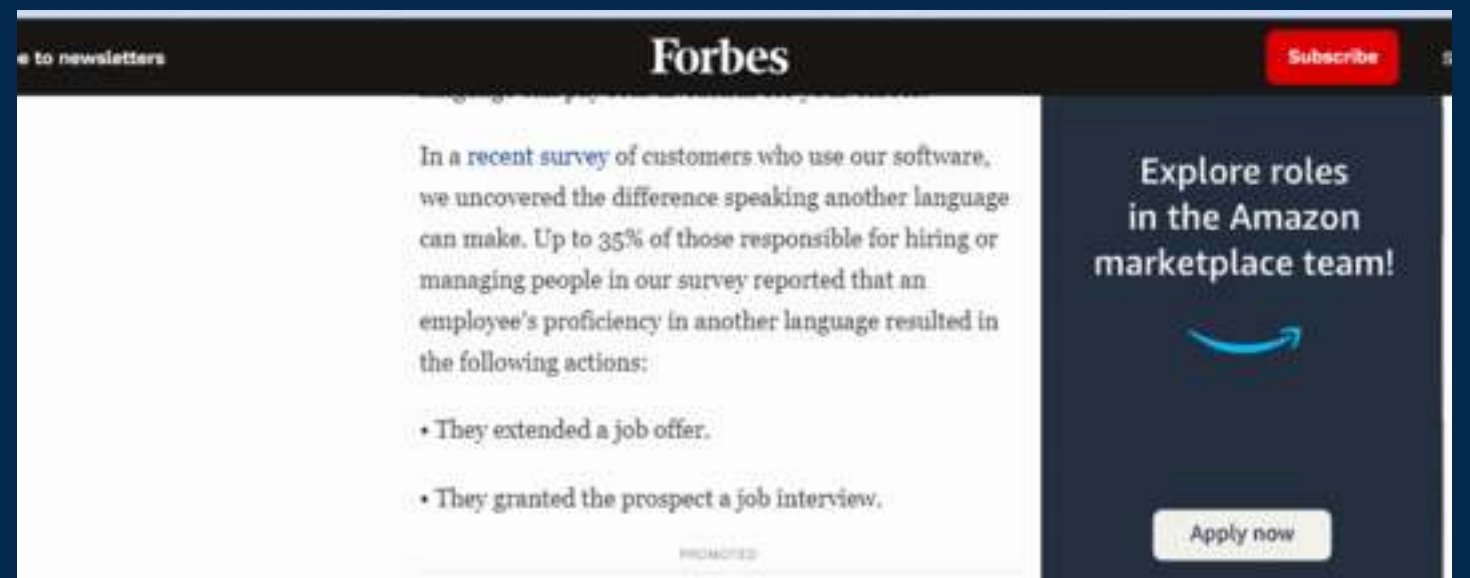 e to newsletters
Forbes
Subscribe
In a recent survey of customers who use our software,
we uncovered the difference speaking another language
can make. Up to 35% of those responsible for hiring or
managing people in our survey reported that an
employee's proficiency in another language resulted in
the following actions:
• They extended a job offer.
• They granted the prospect a job interview.
PROMOTED
Explore roles
in the Amazon
marketplace team!
Apply now